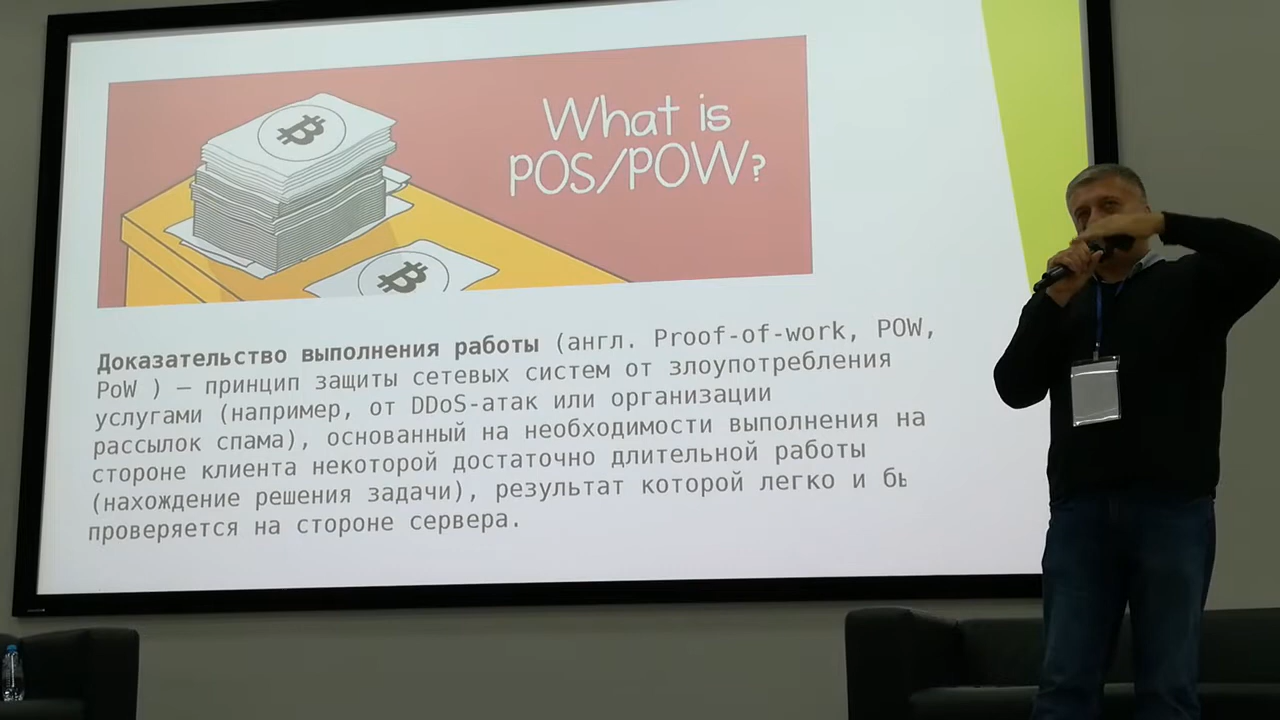 What is
POS/POW?
Доказательство выполнения работы (англ. Proof-of-work, POW,
PoW ) — принцип защиты сетевых систем от злоупотребления
услугами (например, от DDoS-атак или организации
рассылок спама), основанный на необходимости выполнения на
стороне клиента некоторой достаточно длительной работы
(нахождение решения задачи), результат которой легко и
проверяется на стороне сервера.